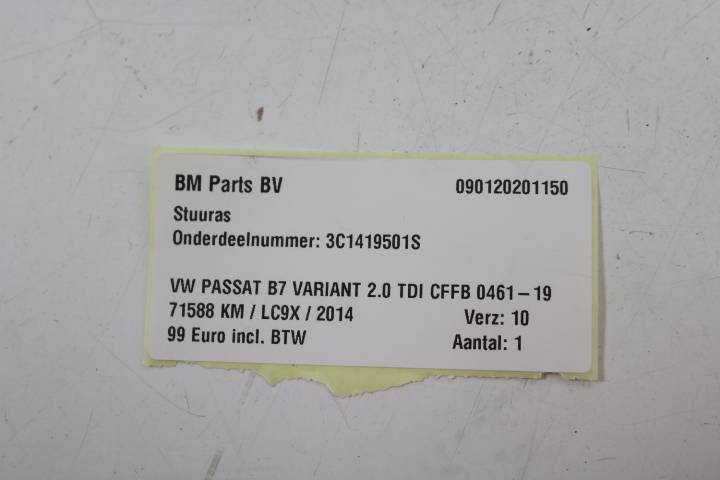 BM Parts BV 090120201150
Stuuras
Onderdeelnummer: 3C1419501S
VW PASSAT B7 VARIANT 2.0 TDI CFFB 0461-19
71588 KM / LC9X / 2014 Verz: 10
99 Euro incl. BTW Aantal: 1